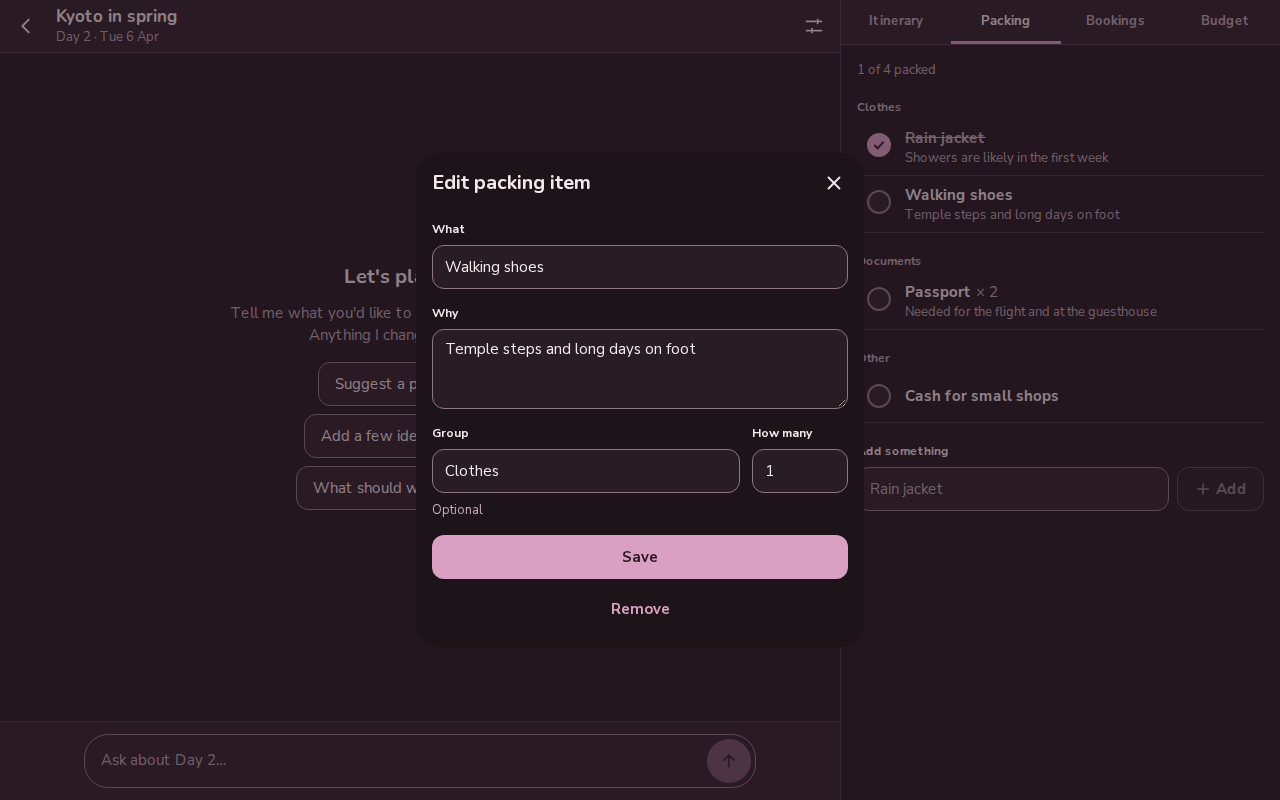 Kyoto in spring
Day 2 · Tue 6 Apr
Itinerary
Packing
Bookings
Budget
1 of 4 packed
Clothes
Rain jacket
Showers are likely in the first week
Walking shoes
Temple steps and long days on foot
Documents
Passport × 2
Needed for the flight and at the guesthouse
Other
Cash for small shops
Add something
Rain jacket
Add
Let's
Tell me what you'd like to
Anything I
Suggest a
Add a few
What should
Ask about Day 2...
Edit packing item
What
Walking shoes
Why
Temple steps and long days on foot
Group
How many
Clothes
1
Optional
Save
Remove